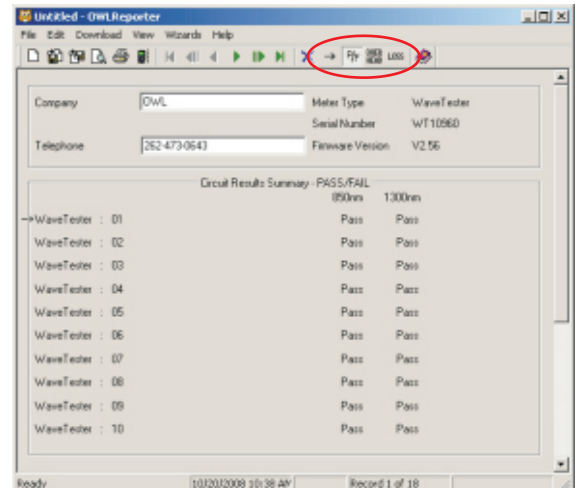 Untitled - OWLReporter
File Edit Download View Wizards Help
P/F LOSS
Company OWL Meter Type WaveTester
Serial Number WT10960
Telephone 262-473-0643 Firmware Version V2.56
Circuit Results Summary - PASS/FAIL
850nm 1300nm
WaveTester : 01 Pass Pass
WaveTester : 02 Pass Pass
WaveTester : 03 Pass Pass
WaveTester : 04 Pass Pass
WaveTester : 05 Pass Pass
WaveTester : 06 Pass Pass
WaveTester : 07 Pass Pass
WaveTester : 08 Pass Pass
WaveTester : 09 Pass Pass
WaveTester : 10 Pass Pass
Ready 10/20/2008 10:38 AM Record 1 of 18